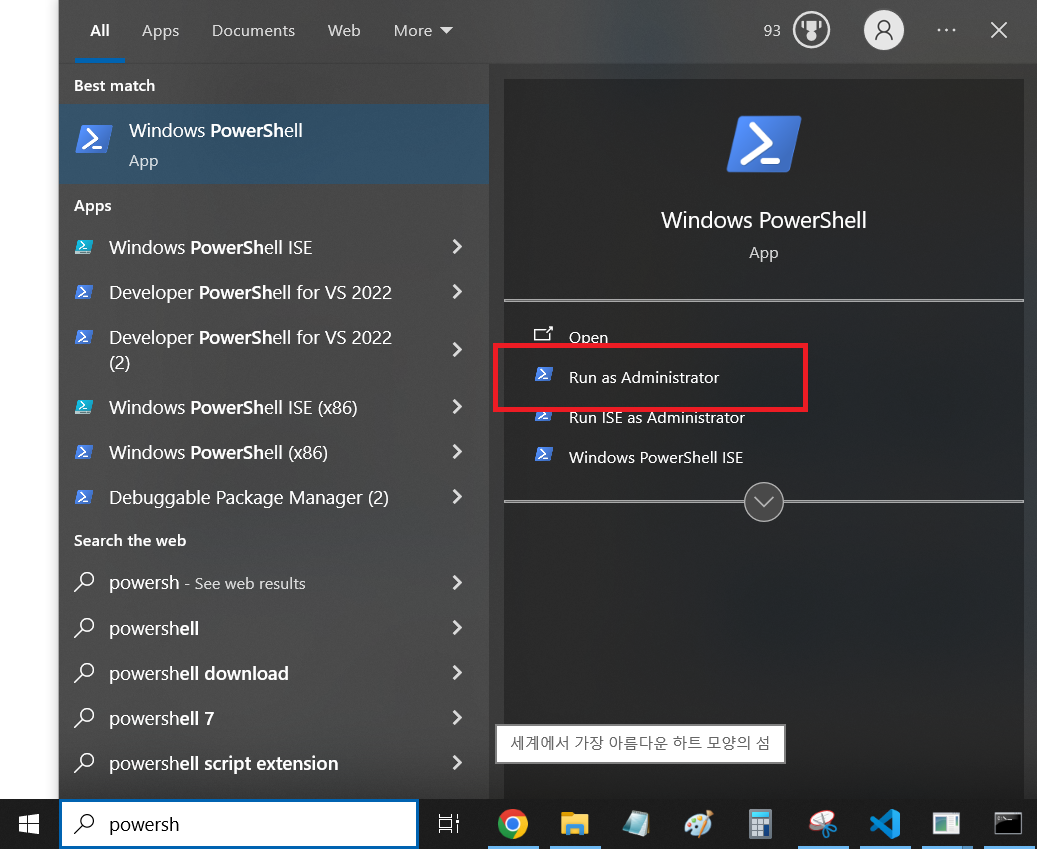 All Apps Documents Web More 93
Best match
Windows PowerShell
App
Apps
Windows PowerShell ISE
Developer PowerShell for VS 2022
Developer PowerShell for VS 2022
(2)
Windows PowerShell ISE (x86)
Windows PowerShell (x86)
Debuggable Package Manager (2)
Search the web
powersh - See web results
powershell
powershell download
powershell 7
powershell script extension
Windows PowerShell
App
Open
Run as Administrator
Run ISE as Administrator
Windows PowerShell ISE
세계에서 가장 아름다운 하트 모양의 섬
powersh